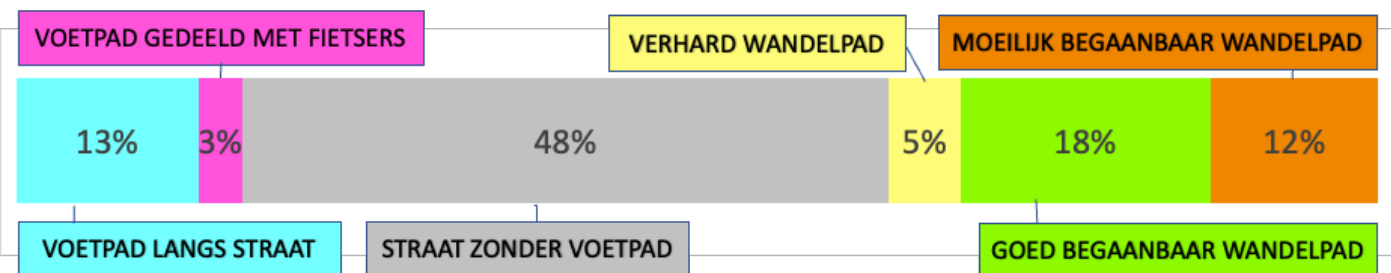 VOETPAD GEDEELD MET FIETSERS
VERHARD WANDELPAD
MOEILIJK BEGAANBAAR WANDELPAD
13%
3%
48%
5%
18%
12%
VOETPAD LANGS STRAAT
STRAAT ZONDER VOETPAD
GOED BEGAANBAAR WANDELPAD